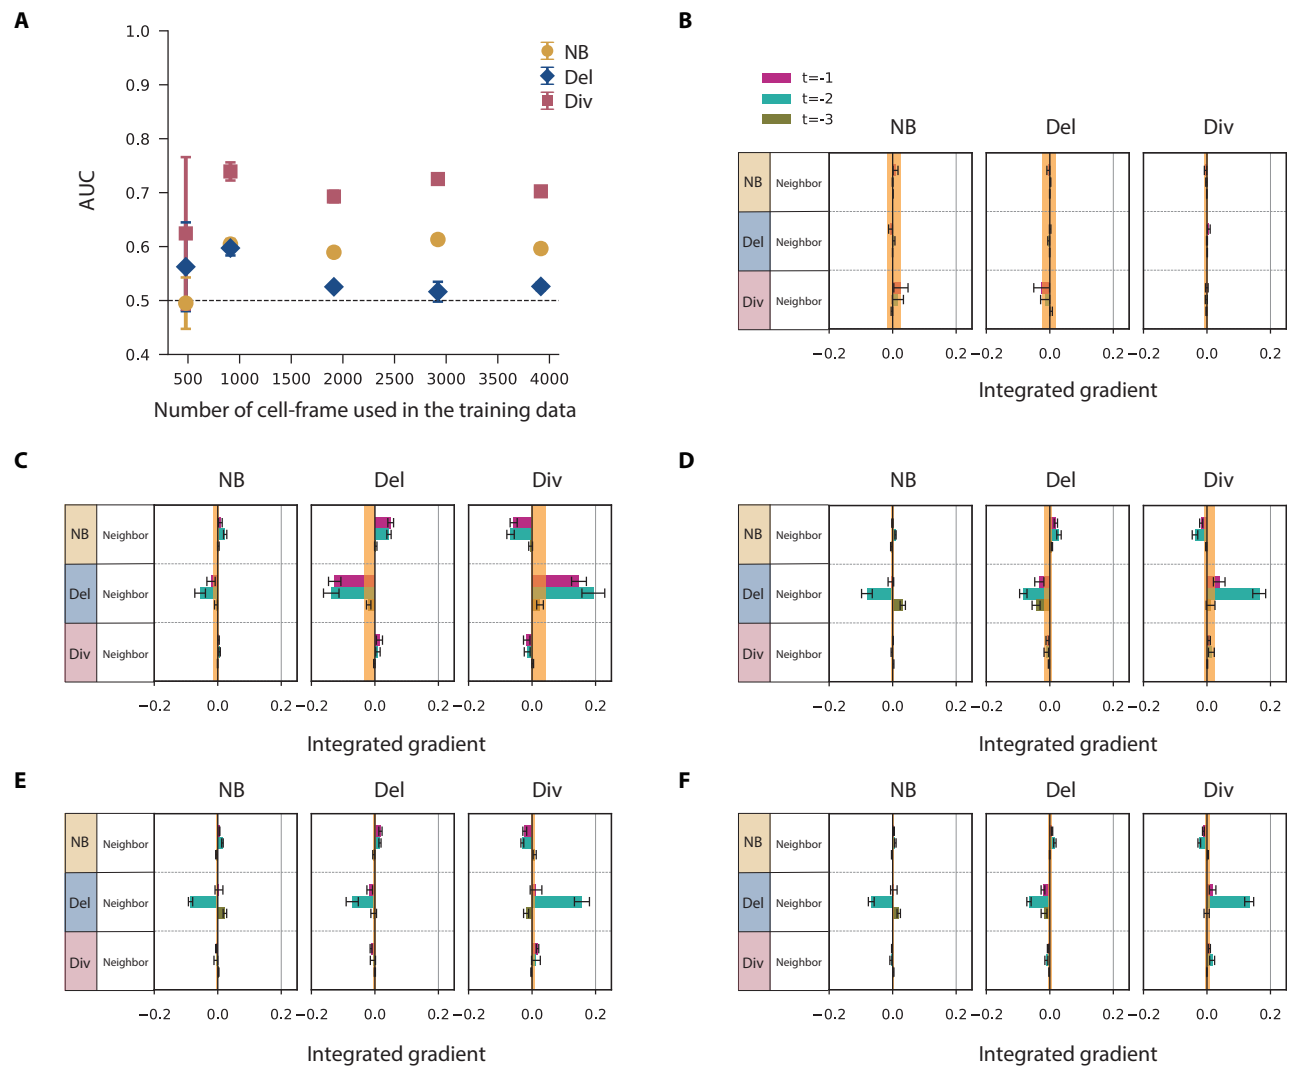 A
1.0
0.9
0.8
0.7
0.6
0.5
0.4
AUC
NB
Del
Div
500 1000 1500 2000 2500 3000 3500 4000
Number of cell-frame used in the training data
B
t=-1
t=-2
t=-3
NB Del Div
NB Neighbor
Del Neighbor
Div Neighbor
−0.2 0.0 0.2 −0.2 0.0 0.2 −0.2 0.0 0.2
Integrated gradient
C
NB Del Div
NB Neighbor
Del Neighbor
Div Neighbor
−0.2 0.0 0.2 −0.2 0.0 0.2 −0.2 0.0 0.2
Integrated gradient
D
NB Del Div
NB Neighbor
Del Neighbor
Div Neighbor
−0.2 0.0 0.2 −0.2 0.0 0.2 −0.2 0.0 0.2
Integrated gradient
E
NB Del Div
NB Neighbor
Del Neighbor
Div Neighbor
−0.2 0.0 0.2 −0.2 0.0 0.2 −0.2 0.0 0.2
Integrated gradient
F
NB Del Div
NB Neighbor
Del Neighbor
Div Neighbor
−0.2 0.0 0.2 −0.2 0.0 0.2 −0.2 0.0 0.2
Integrated gradient